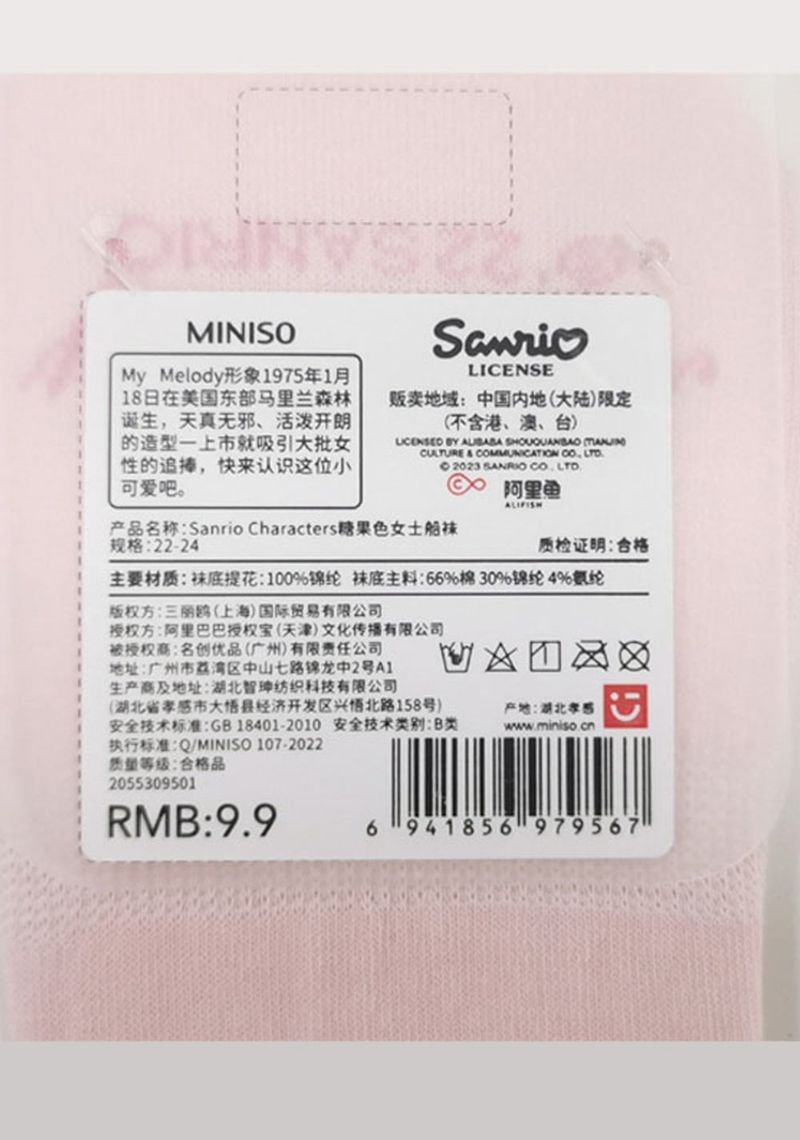 MINISO
My Melody形象1975年1月
18日在美国东部马里兰森林
诞生，天真无邪、活泼开朗
的造型一上市就吸引大批女
性的追捧，快来认识这位小
可爱吧。
Sanrio
LICENSE
贩卖地域：中国内地(大陆)限定
(不含港、澳、台)
LICENSED BY ALIBABA SHOUQUANBAO (TIANJIN)
CULTURE & COMMUNICATION CO., LTD.
© 2023 SANRIO CO., LTD.
阿里鱼
ALIFISH
产品名称：Sanrio Characters糖果色女士船袜
规格：22-24
质检证明：合格
主要材质：袜底提花：100%锦纶 袜底主料：66%棉 30%锦纶 4%氨纶
版权方：三丽鸥(上海)国际贸易有限公司
授权方：阿里巴巴授权宝(天津)文化传播有限公司
被授权商：名创优品(广州)有限责任公司
地址：广州市荔湾区中山七路锦龙中2号A1
生产商及地址：湖北智珅纺织科技有限公司
(湖北省孝感市大悟县经济开发区兴悟北路158号)
安全技术标准：GB 18401-2010 安全技术类别：B类
执行标准：Q/MINISO 107-2022
质量等级：合格品
2055309501
产地：湖北孝感
www.miniso.cn
RMB:9.9
6 941856 979567